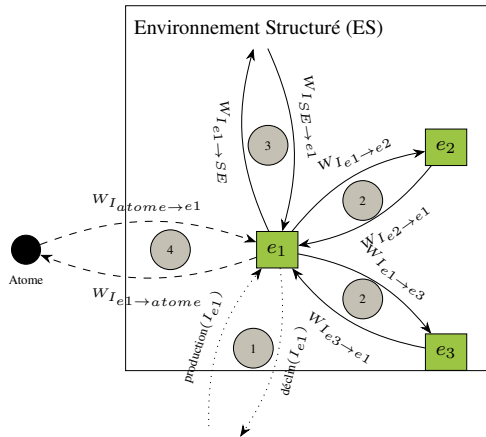 Environnement Structuré (ES)
W_{I_{e1→SE}}
W_{I_{SE→e1}}
3
W_{I_{e1→e2}}
e_2
2
W_{I_{e2→e1}}
W_{I_{atome→e1}}
4
e_1
Atome
W_{I_{e1→atome}}
W_{I_{e1→e3}}
2
W_{I_{e3→e1}}
e_3
production(I_{e1})
1
déclin(I_{e1})